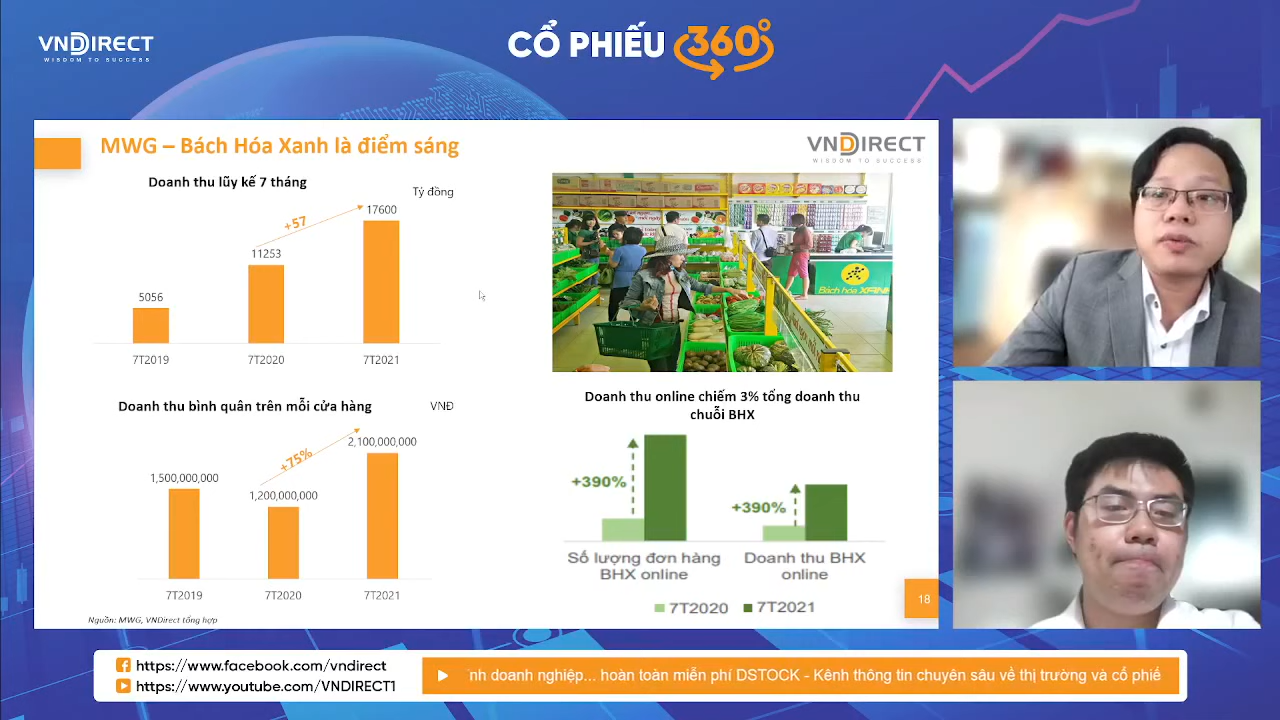 VNDIRECT
WISDOM TO SUCCESS
CỔ PHIẾU 360°
MWG – Bách Hóa Xanh là điểm sáng
VNDIRECT
WISDOM TO SUCCESS
Doanh thu lũy kế 7 tháng
Tỷ đồng
+57
17600
11253
5056
7T2019 7T2020 7T2021
Bách hóa XANH
Doanh thu bình quân trên mỗi cửa hàng
VNĐ
+75%
2,100,000,000
1,500,000,000
1,200,000,000
7T2019 7T2020 7T2021
Nguồn: MWG, VNDirect tổng hợp
Doanh thu online chiếm 3% tổng doanh thu
chuỗi BHX
+390%
+390%
Số lượng đơn hàng
BHX online
Doanh thu BHX
online
7T2020 7T2021
18
https://www.facebook.com/vndirect
https://www.youtube.com/VNDIRECT1
doanh nghiệp... hoàn toàn miễn phí DSTOCK - Kênh thông tin chuyên sâu về thị trường và cổ